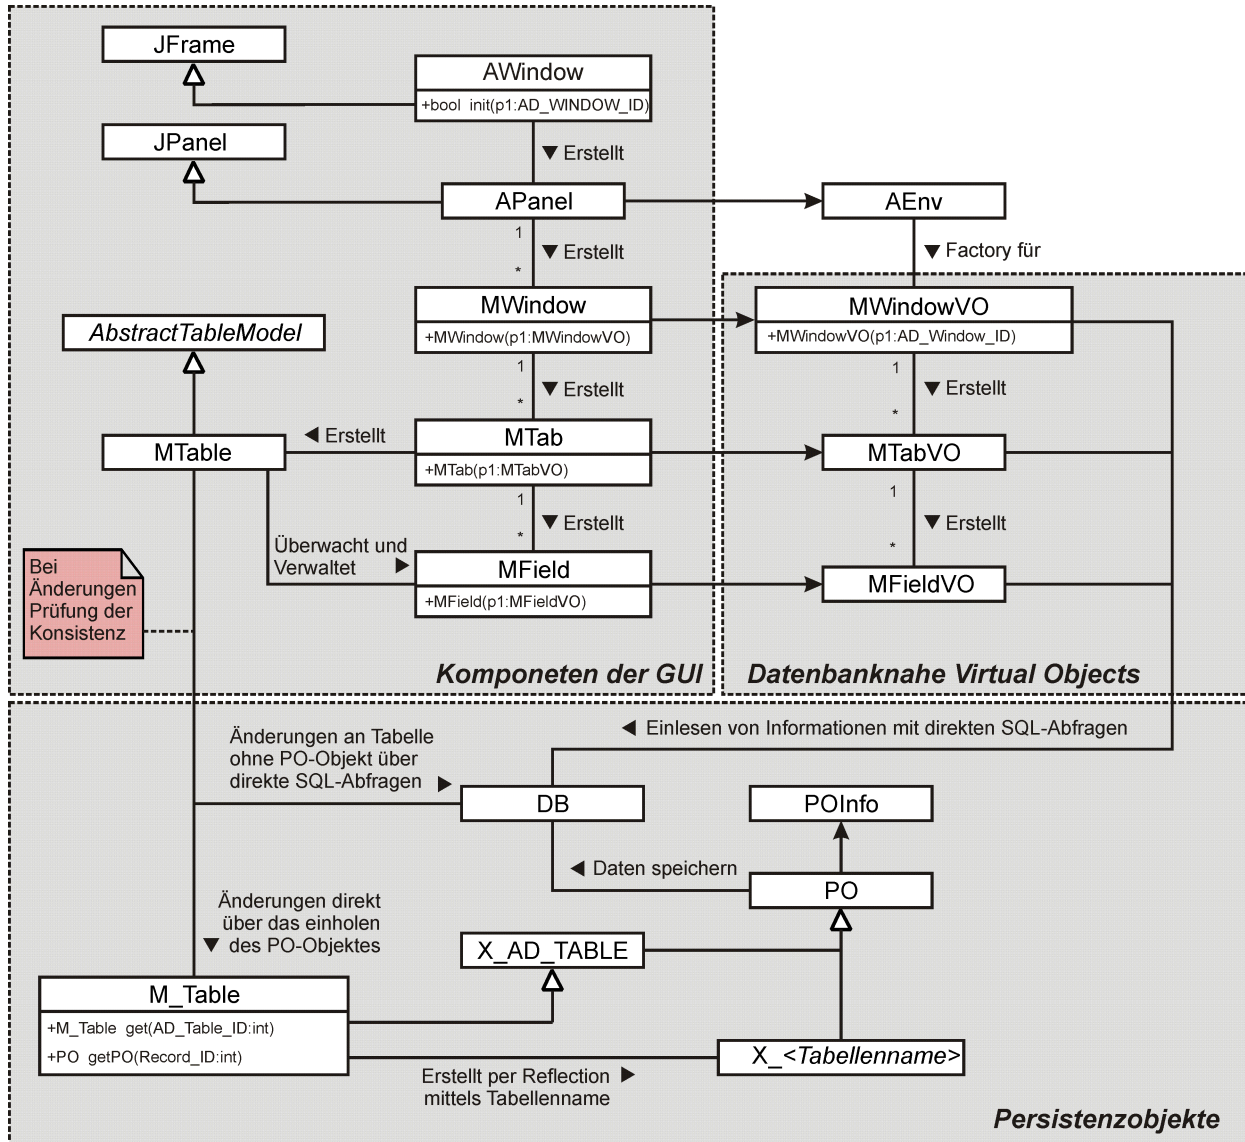 JFrame
AWindow
+bool init(p1:AD_WINDOW_ID)
JPanel
Erstellt
APanel
AEnv
1
Erstellt
*
Factory für
MWindow
+MWindow(p1:MWindowVO)
MWindowVO
+MWindowVO(p1:AD_Window_ID)
AbstractTableModel
1
Erstellt
*
1
Erstellt
*
MTable
Erstellt
MTab
+MTab(p1:MTabVO)
MTabVO
1
Erstellt
*
1
Erstellt
*
Überwacht und
Verwaltet
MField
+MField(p1:MFieldVO)
MFieldVO
Bei
Änderungen
Prüfung der
Konsistenz
Komponeten der GUI
Datenbanknahe Virtual Objects
Einlesen von Informationen mit direkten SQL-Abfragen
Änderungen an Tabelle
ohne PO-Objekt über
direkte SQL-Abfragen
DB
POInfo
Daten speichern
PO
Änderungen direkt
über das einholen
des PO-Objektes
X_AD_TABLE
M_Table
+M_Table get(AD_Table_ID:int)
+PO getPO(Record_ID:int)
X_<Tabellenname>
Erstellt per Reflection
mittels Tabellenname
Persistenzobjekte